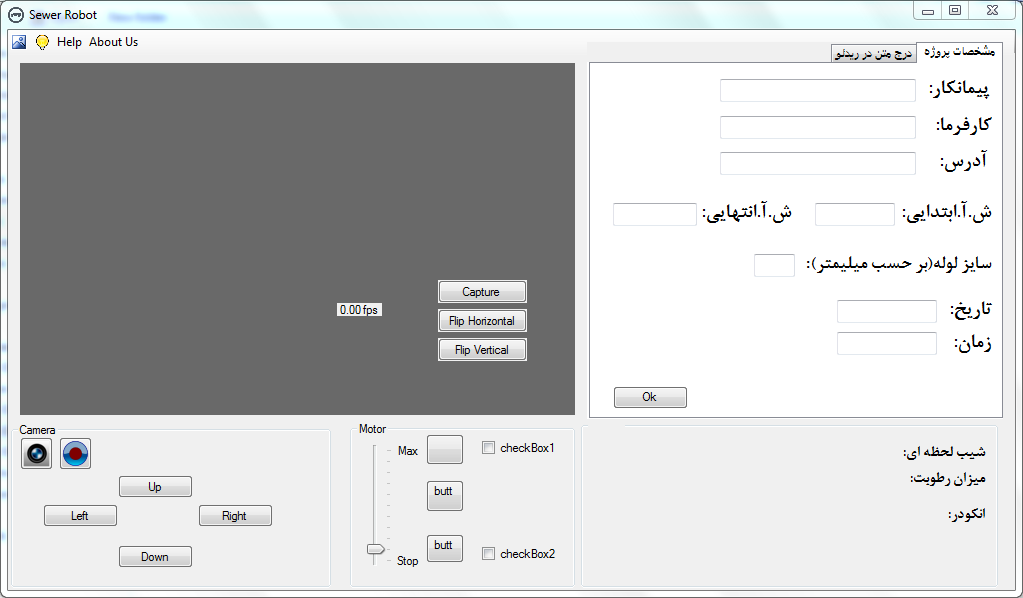 Sewer Robot
Help About Us
0.00 fps
Capture
Flip Horizontal
Flip Vertical
مشخصات پروژه
درج متن در ویدئو
پیمانکار:
کارفرما:
آدرس:
ش.آ.ابتدایی:
ش.آ.انتهایی:
سایز لوله(بر حسب میلیمتر):
تاریخ:
زمان:
Ok
Camera
Up
Left
Right
Down
Motor
Max
checkBox1
butt
butt
Stop
checkBox2
شیب لحظه ای:
میزان رطوبت:
انکودر: